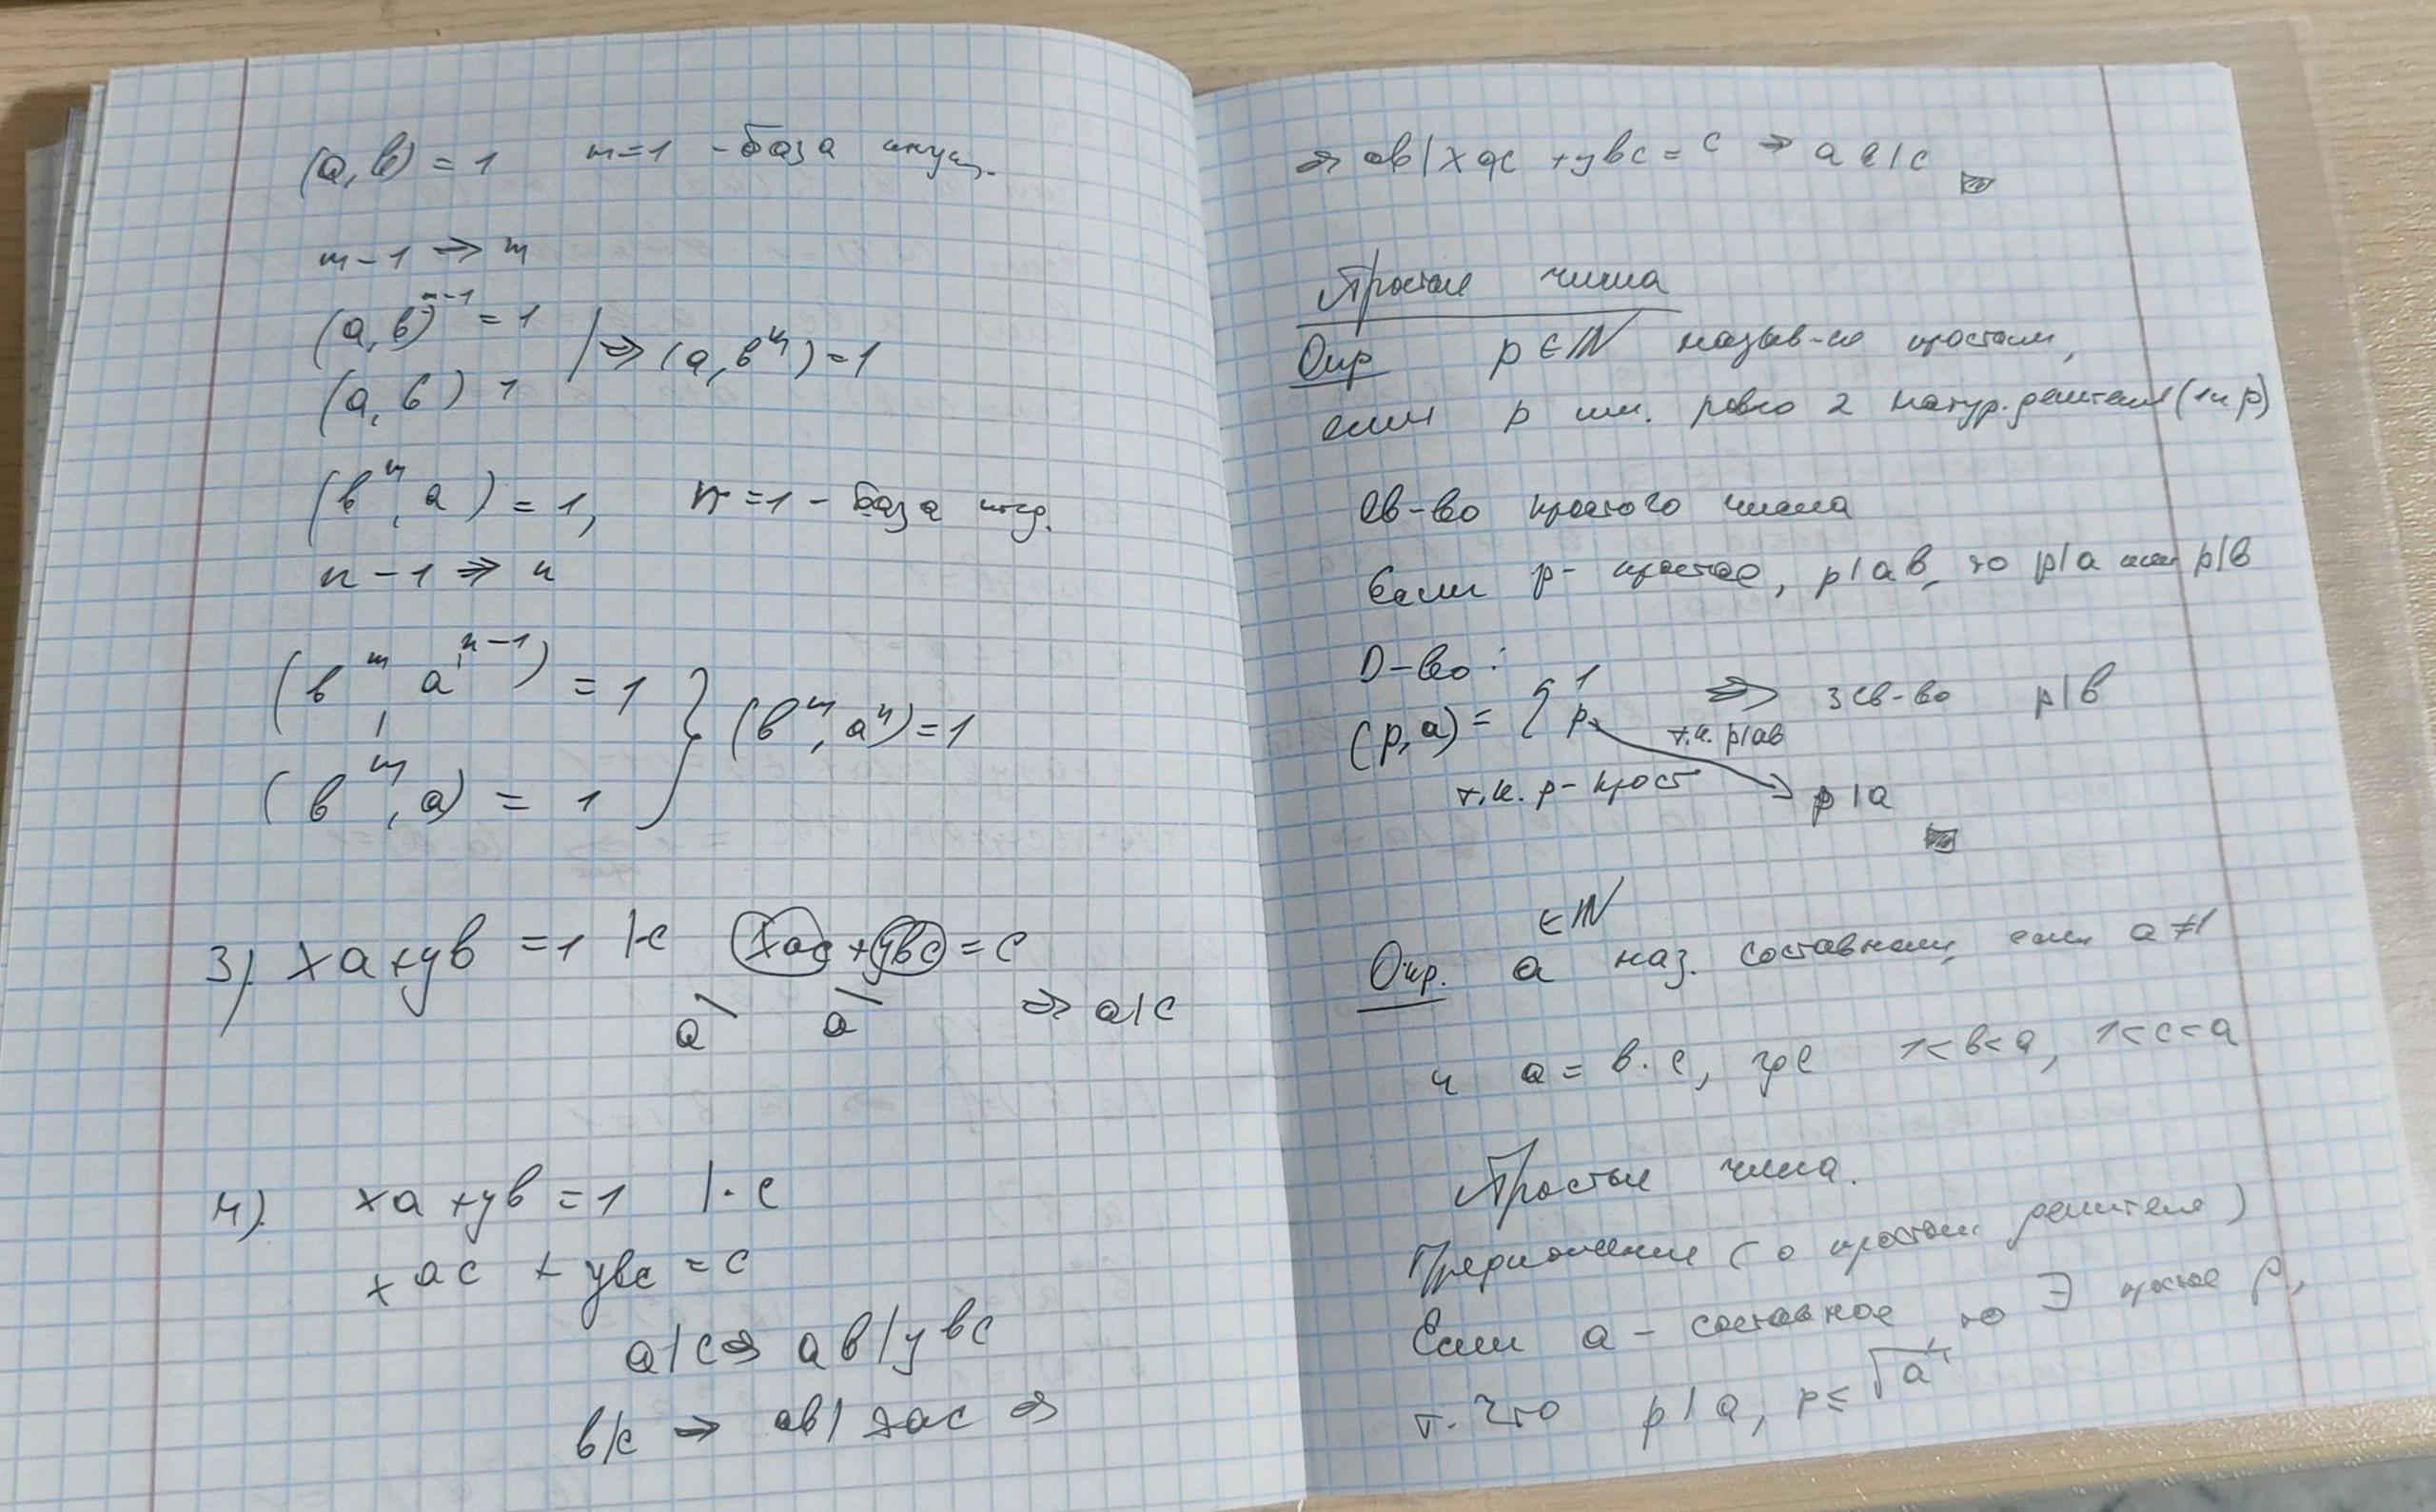 (a, b) = 1 m=1 - база индукц.
m-1 ⇒ m
(a, b)^{m-1} = 1
(a, b) 1 | ⇒ (a, b^m) = 1
(b^m, a) = 1, n=1 - база инд.
n-1 ⇒ n
(b^m, a^{n-1}) = 1
(b^m, a) = 1 } (b^m, a^n) = 1
3). xa+yb = 1 |·c xac + ybc = c
a\ a\ ⇒ a|c
4). xa + yb = 1 |·c
xac + ybc = c
a|c ⇒ ab|ybc
b|c ⇒ ab|xac ⇒
⇒ ab|xac + ybc = c ⇒ ab|c
Простые числа
Опр p ∈ ℕ назыв-ся простым,
если p им. ровно 2 натур. делителя (1 и p)
Св-во простого числа
Если p - простое, p|ab, то p|a или p|b
D-во:
(p, a) = { 1 ⇒ 3 св-во p|b
p т.к. p|ab
т.к. p - прост p|a
∈ ℕ
Опр. a наз. составным, если a ≠ 1
и a = b·c, где 1<b<a, 1<c<a
Простые числа.
Предложение (о простом делителе)
Если a - составное то ∃ простое p,
т. что p|a, p ≤ √a